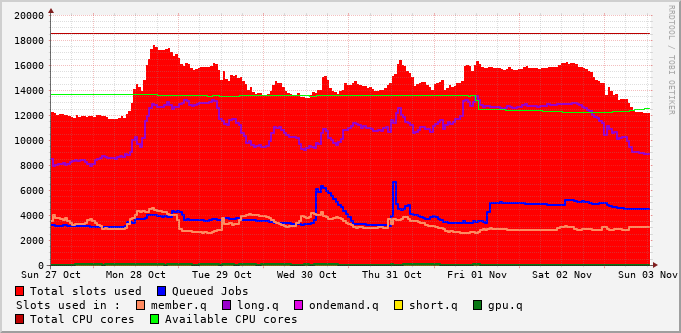 RRDTOOL / TOBI OETIKER
20000
18000
16000
14000
12000
10000
8000
6000
4000
2000
0
Sun 27 Oct Mon 28 Oct Tue 29 Oct Wed 30 Oct Thu 31 Oct Fri 01 Nov Sat 02 Nov Sun 03 Nov
Total slots used Queued Jobs
Slots used in : member.q long.q ondemand.q short.q gpu.q
Total CPU cores Available CPU cores